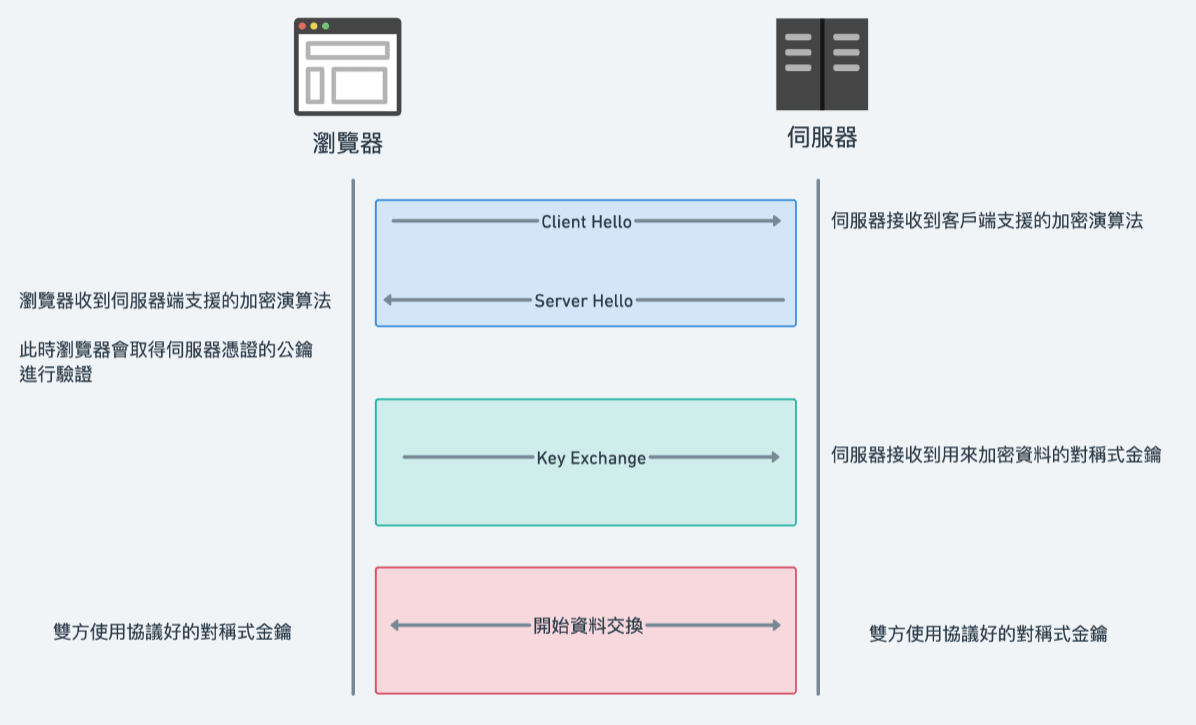 瀏覽器
伺服器
Client Hello
伺服器接收到客戶端支援的加密演算法
瀏覽器收到伺服器端支援的加密演算法
Server Hello
此時瀏覽器會取得伺服器憑證的公鑰
進行驗證
Key Exchange
伺服器接收到用來加密資料的對稱式金鑰
雙方使用協議好的對稱式金鑰
開始資料交換
雙方使用協議好的對稱式金鑰